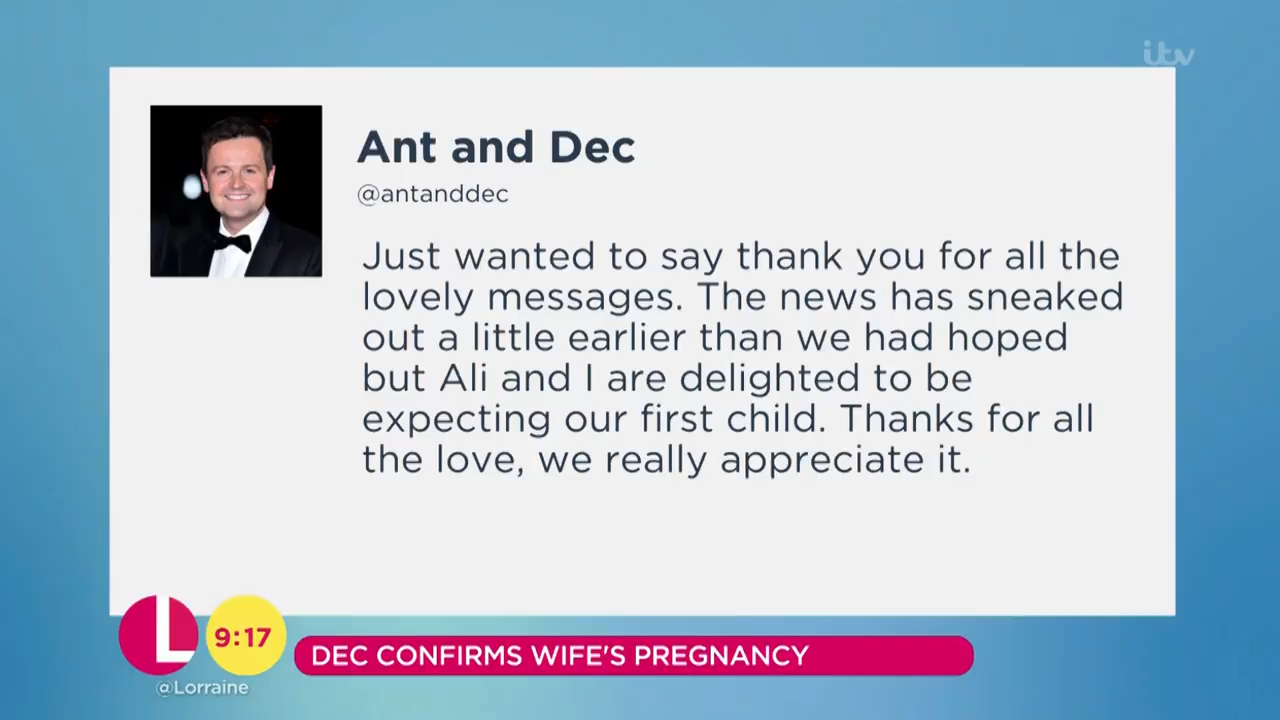 itv
Ant and Dec
@antanddec
Just wanted to say thank you for all the
lovely messages. The news has sneaked
out a little earlier than we had hoped
but Ali and I are delighted to be
expecting our first child. Thanks for all
the love, we really appreciate it.
L
9:17
DEC CONFIRMS WIFE'S PREGNANCY
@Lorraine